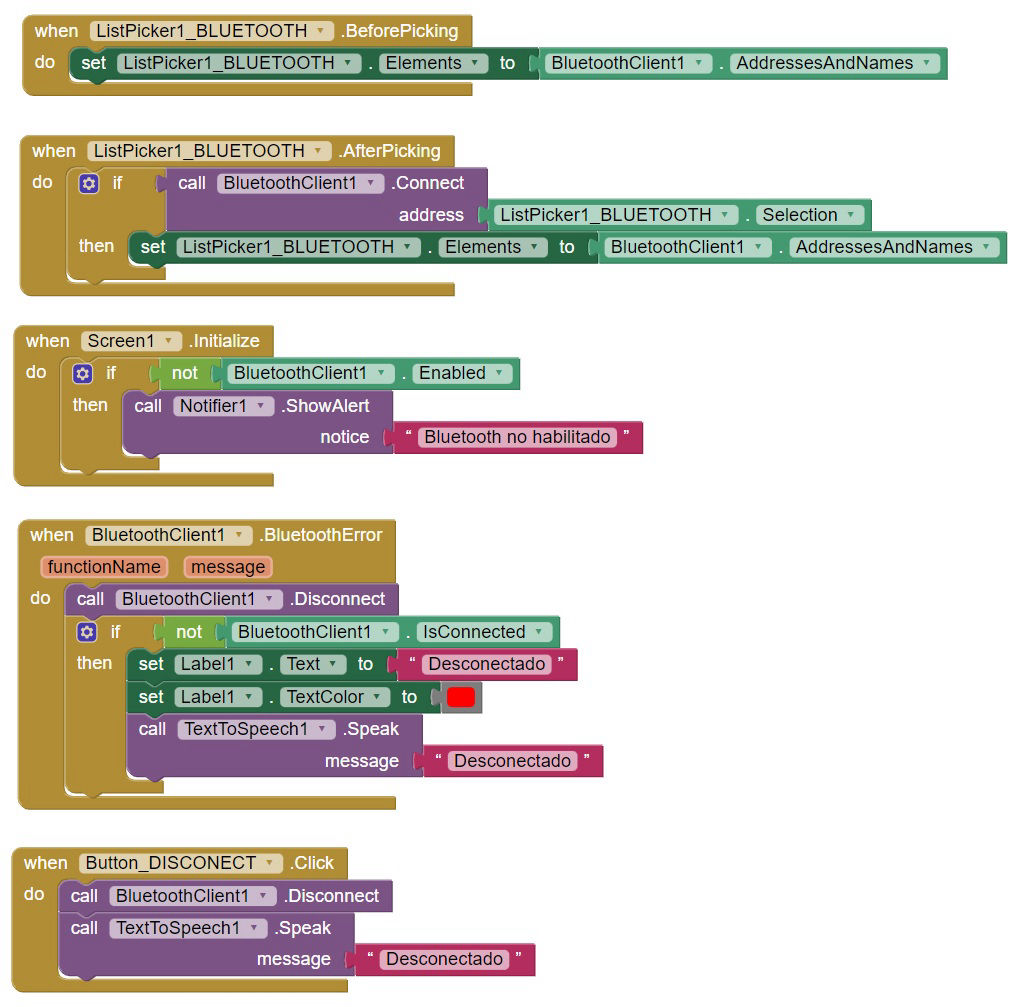 when ListPicker1_BLUETOOTH .BeforePicking
do set ListPicker1_BLUETOOTH . Elements to BluetoothClient1 . AddressesAndNames
when ListPicker1_BLUETOOTH .AfterPicking
do if call BluetoothClient1 .Connect
address ListPicker1_BLUETOOTH . Selection
then set ListPicker1_BLUETOOTH . Elements to BluetoothClient1 . AddressesAndNames
when Screen1 .Initialize
do if not BluetoothClient1 . Enabled
then call Notifier1 .ShowAlert
notice “ Bluetooth no habilitado ”
when BluetoothClient1 .BluetoothError
functionName message
do call BluetoothClient1 .Disconnect
if not BluetoothClient1 . IsConnected
then set Label1 . Text to “ Desconectado ”
set Label1 . TextColor to
call TextToSpeech1 .Speak
message “ Desconectado ”
when Button_DISCONECT .Click
do call BluetoothClient1 .Disconnect
call TextToSpeech1 .Speak
message “ Desconectado ”